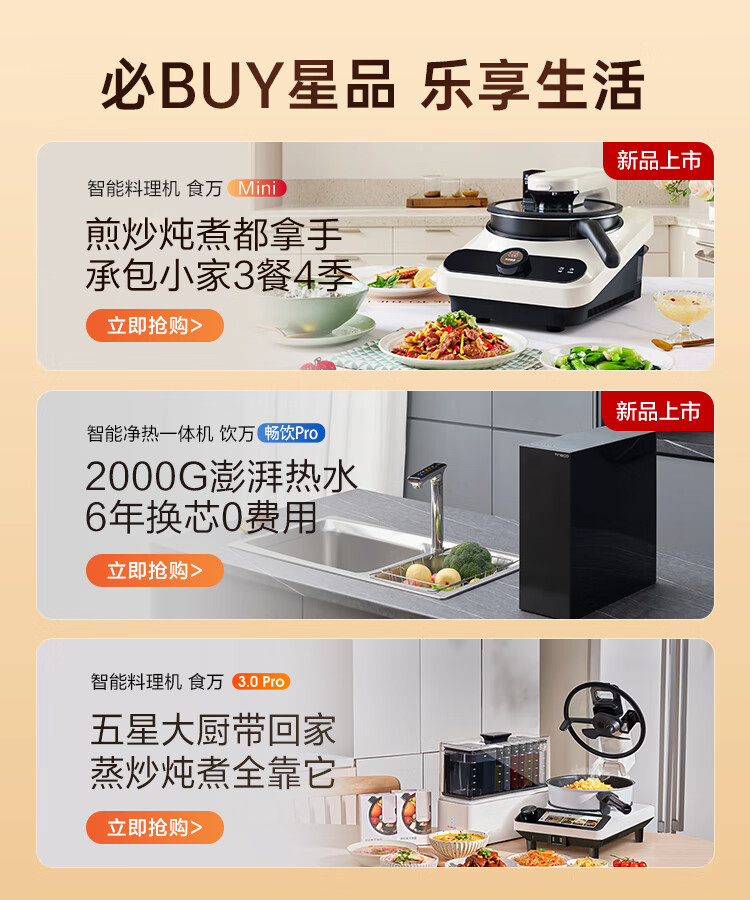 必BUY星品 乐享生活
新品上市
智能料理机 食万 Mini
煎炒炖煮都拿手
承包小家3餐4季
立即抢购>
新品上市
智能净热一体机 饮万 畅饮Pro
2000G澎湃热水
6年换芯0费用
立即抢购>
智能料理机 食万 3.0 Pro
五星大厨带回家
蒸炒炖煮全靠它
立即抢购>